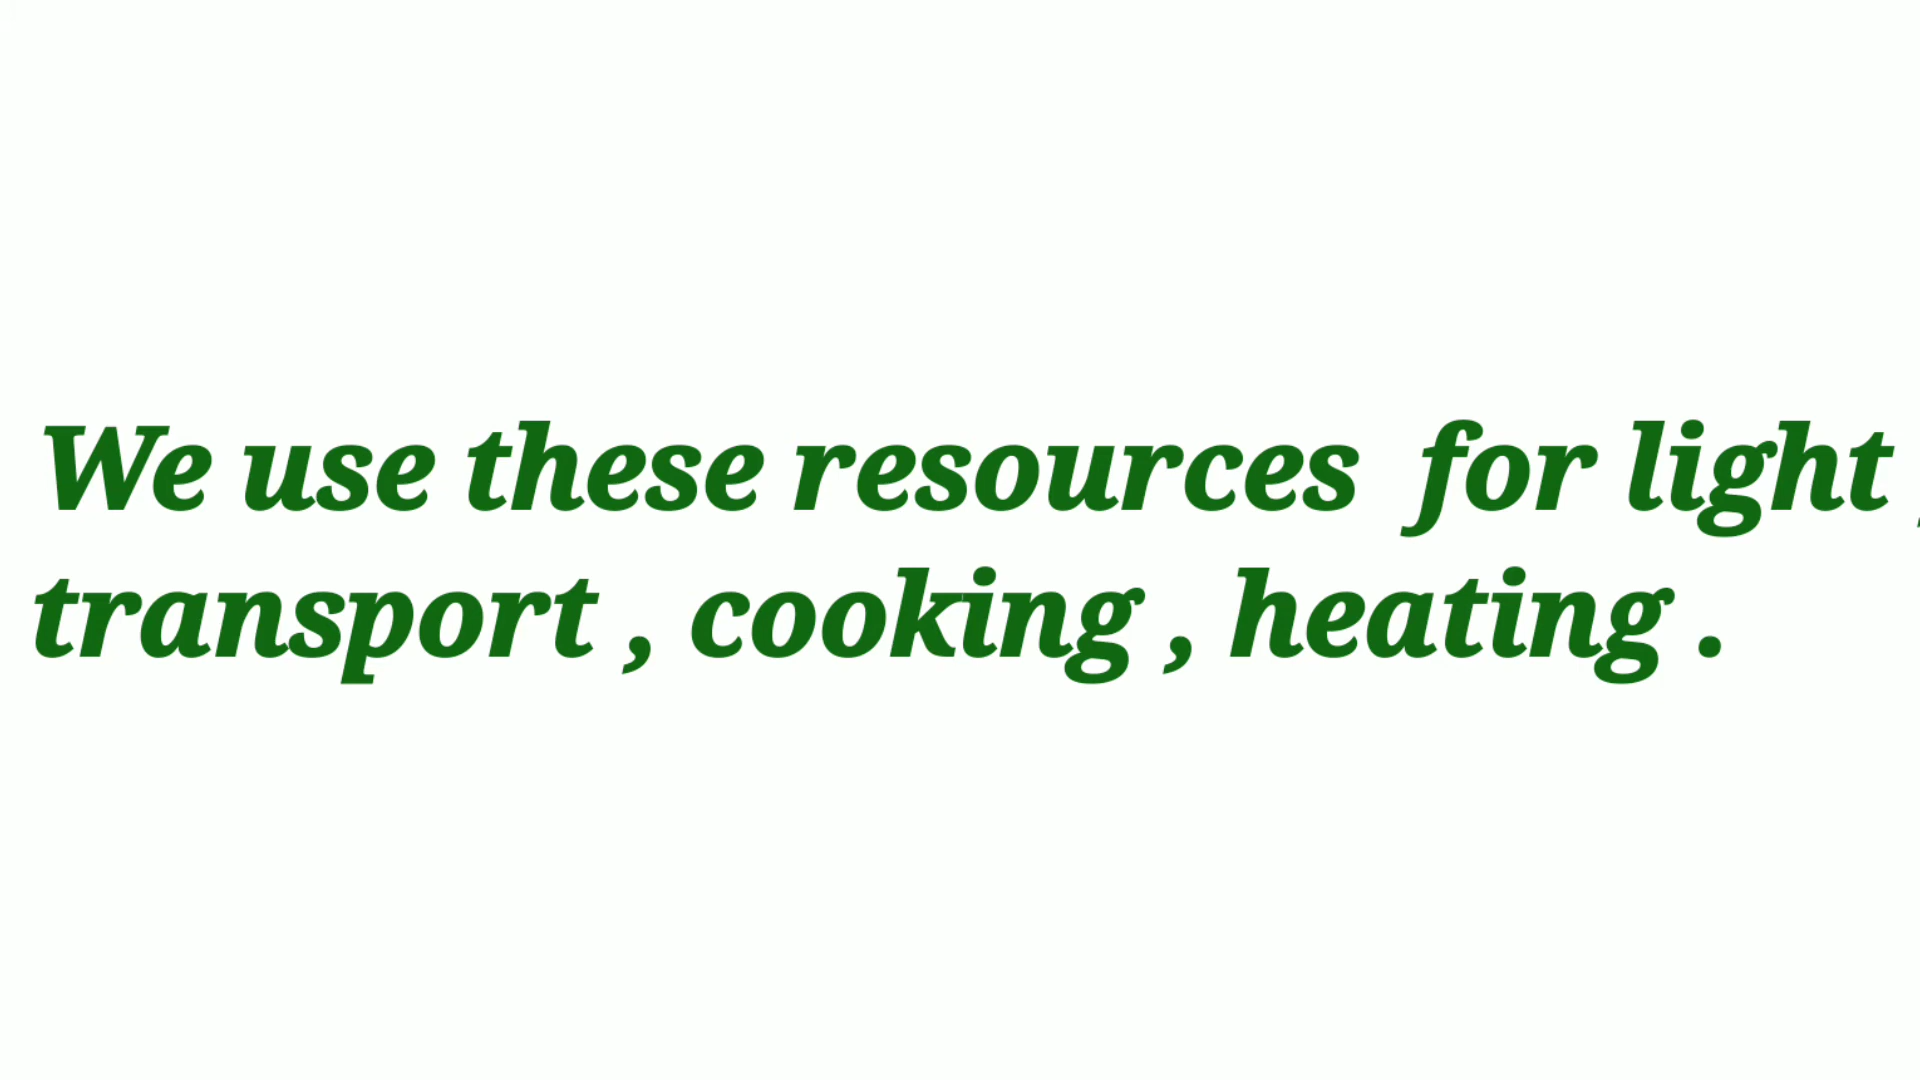 We use these resources  for light ,
transport , cooking , heating .